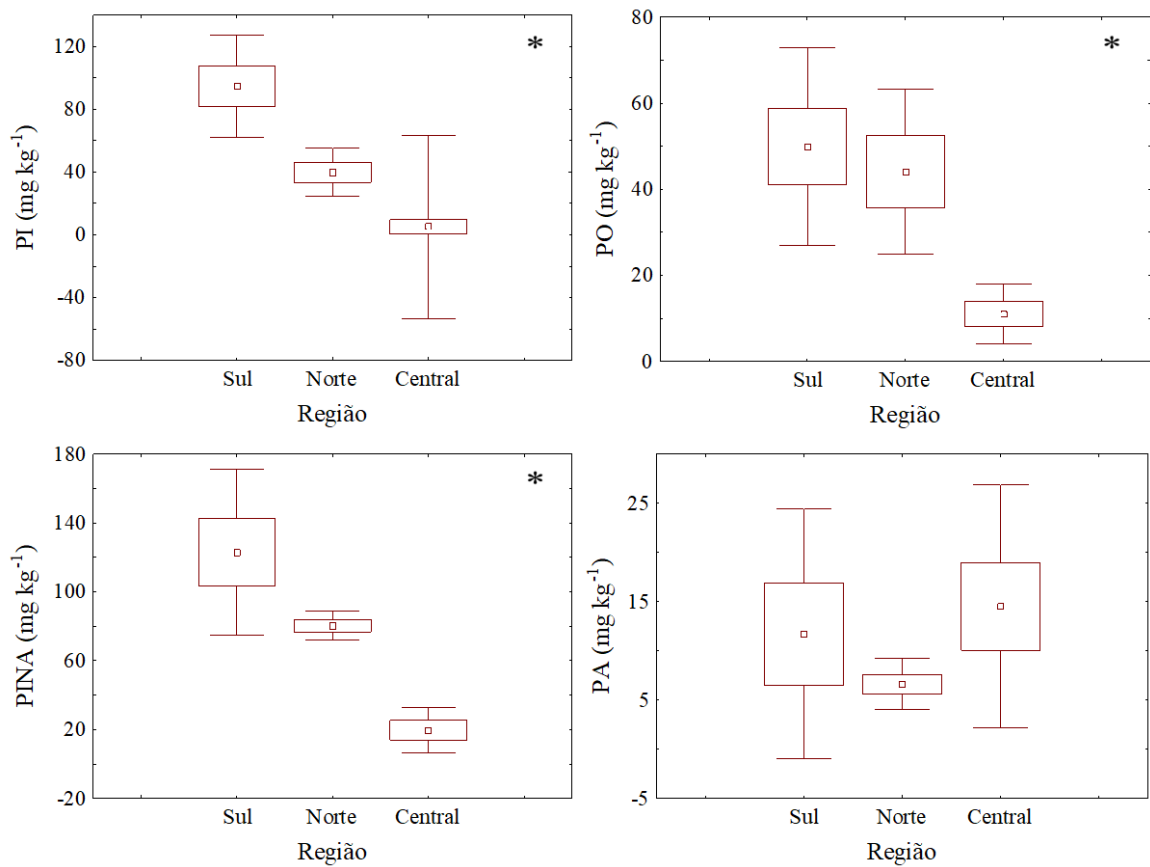 PI (mg kg⁻¹)
120
80
40
0
-40
-80
*
Sul Norte Central
Região
PO (mg kg⁻¹)
80
60
40
20
0
*
Sul Norte Central
Região
PINA (mg kg⁻¹)
180
140
100
60
20
-20
*
Sul Norte Central
Região
PA (mg kg⁻¹)
25
15
5
-5
Sul Norte Central
Região